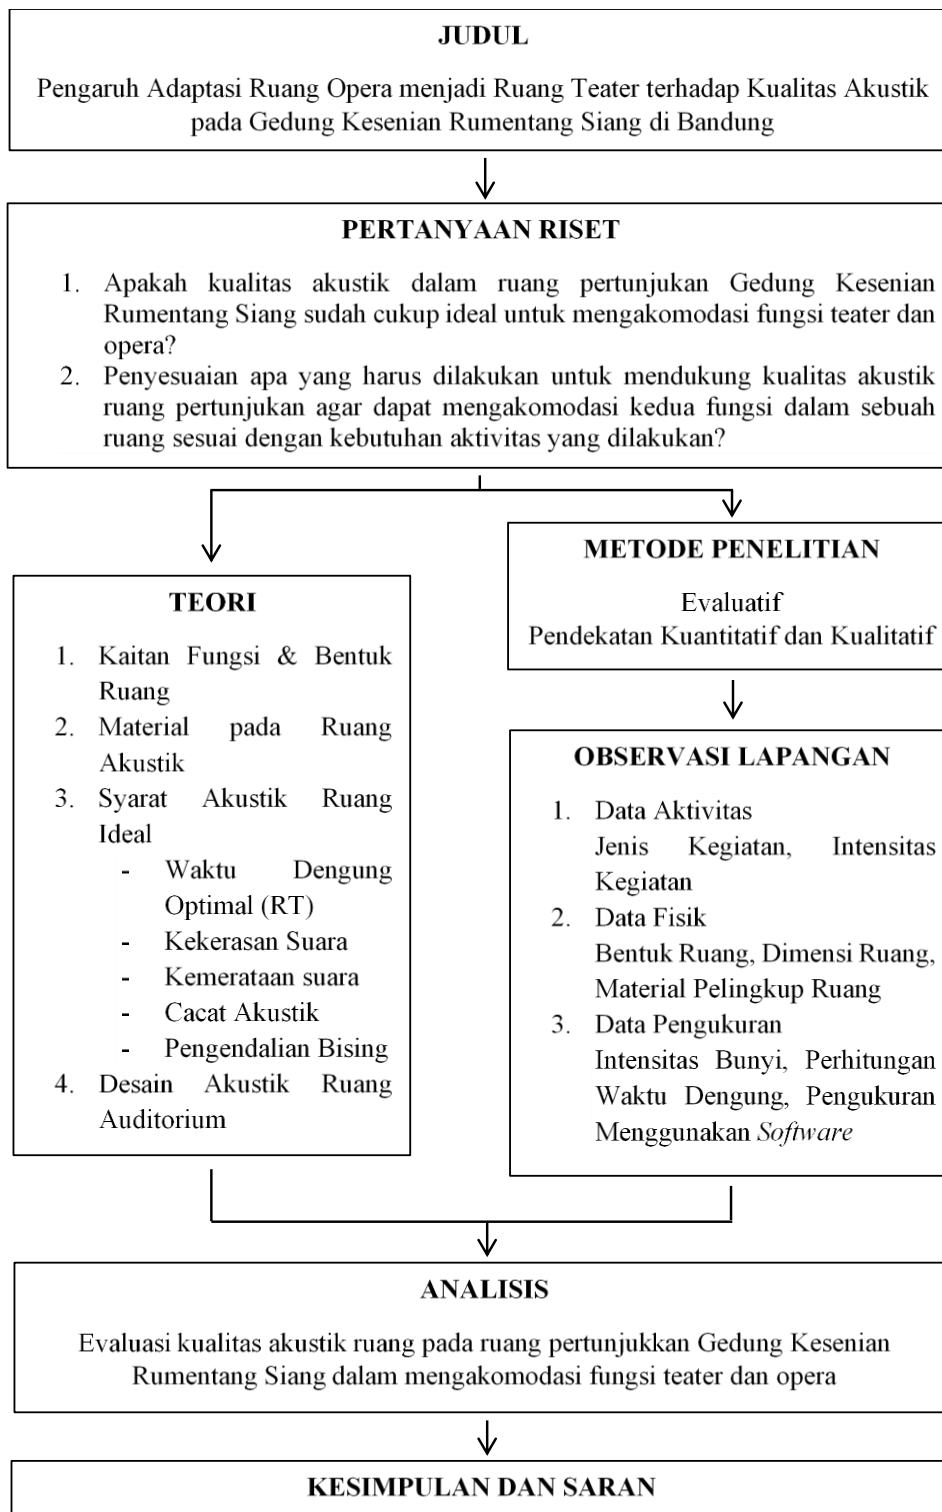 JUDUL
Pengaruh Adaptasi Ruang Opera menjadi Ruang Teater terhadap Kualitas Akustik
pada Gedung Kesenian Rumentang Siang di Bandung
PERTANYAAN RISET
1. Apakah kualitas akustik dalam ruang pertunjukan Gedung Kesenian
Rumentang Siang sudah cukup ideal untuk mengakomodasi fungsi teater dan
opera?
2. Penyesuaian apa yang harus dilakukan untuk mendukung kualitas akustik
ruang pertunjukan agar dapat mengakomodasi kedua fungsi dalam sebuah
ruang sesuai dengan kebutuhan aktivitas yang dilakukan?
TEORI
1. Kaitan Fungsi & Bentuk
Ruang
2. Material pada Ruang
Akustik
3. Syarat Akustik Ruang
Ideal
- Waktu Dengung
Optimal (RT)
- Kekerasan Suara
- Kemerataan suara
- Cacat Akustik
- Pengendalian Bising
4. Desain Akustik Ruang
Auditorium
METODE PENELITIAN
Evaluatif
Pendekatan Kuantitatif dan Kualitatif
OBSERVASI LAPANGAN
1. Data Aktivitas
Jenis Kegiatan, Intensitas
Kegiatan
2. Data Fisik
Bentuk Ruang, Dimensi Ruang,
Material Pelingkup Ruang
3. Data Pengukuran
Intensitas Bunyi, Perhitungan
Waktu Dengung, Pengukuran
Menggunakan Software
ANALISIS
Evaluasi kualitas akustik ruang pada ruang pertunjukkan Gedung Kesenian
Rumentang Siang dalam mengakomodasi fungsi teater dan opera
KESIMPULAN DAN SARAN